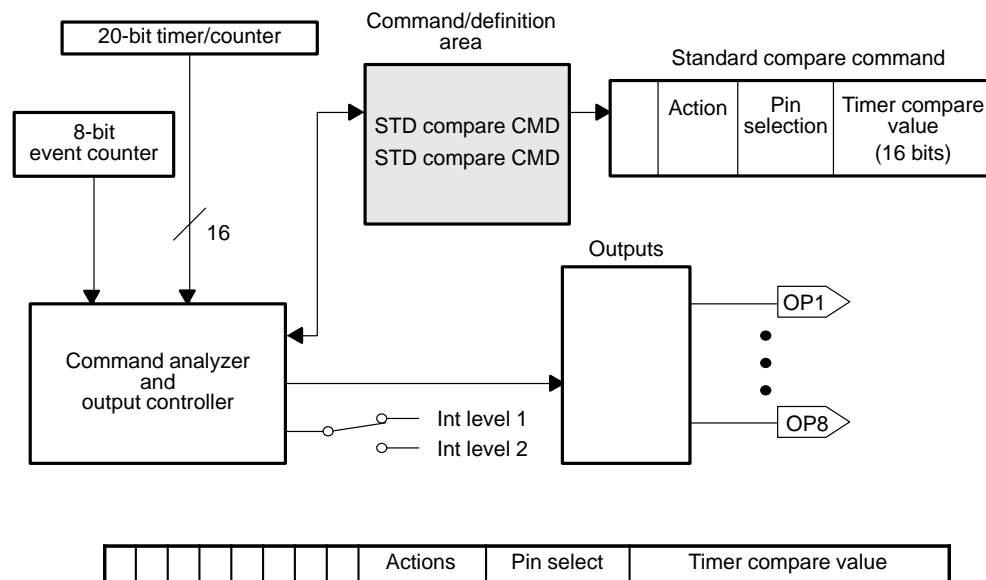 20-bit timer/counter
Command/definition
area
Standard compare command
8-bit
event counter
STD compare CMD
STD compare CMD
Action
Pin
selection
Timer compare
value
(16 bits)
16
Outputs
OP1
Command analyzer
and
output controller
Int level 1
Int level 2
OP8
Actions
Pin select
Timer compare value